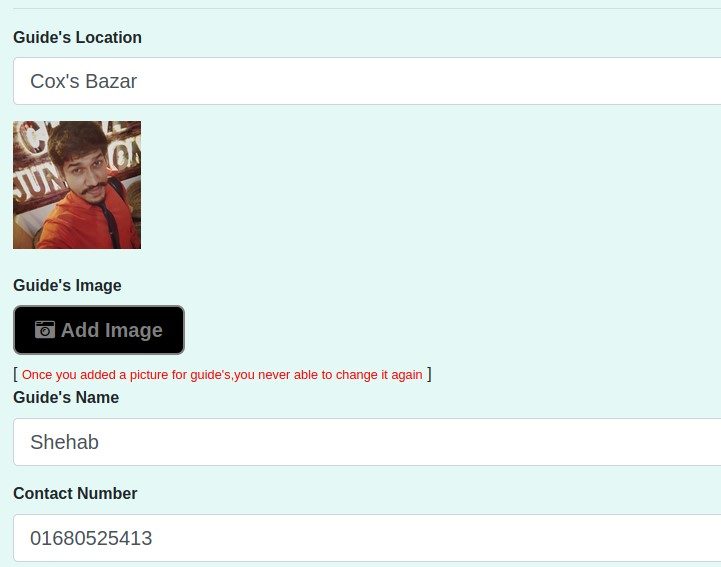 Guide's Location
Cox's Bazar
JUN
Guide's Image
Add Image
[ Once you added a picture for guide's,you never able to change it again ]
Guide's Name
Shehab
Contact Number
01680525413